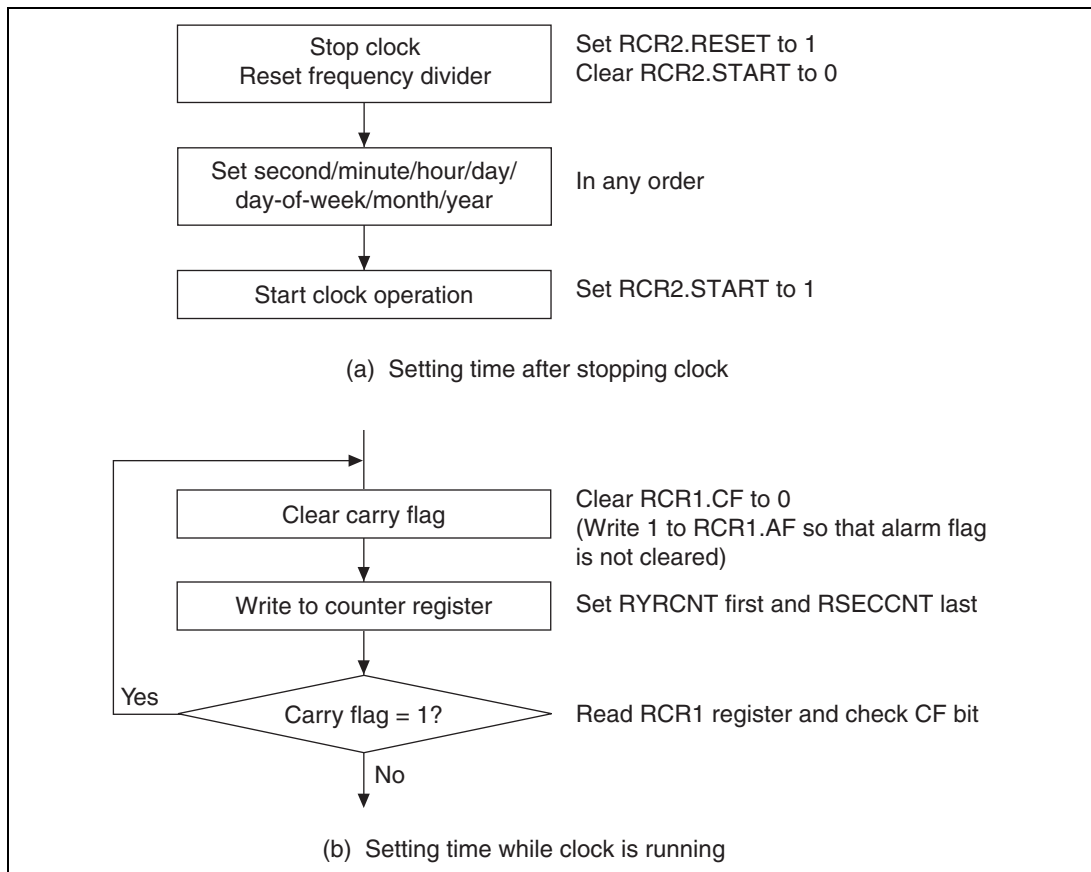 Stop clock
Reset frequency divider
Set RCR2.RESET to 1
Clear RCR2.START to 0
Set second/minute/hour/day/
day-of-week/month/year
In any order
Start clock operation
Set RCR2.START to 1
(a) Setting time after stopping clock
Clear carry flag
Clear RCR1.CF to 0
(Write 1 to RCR1.AF so that alarm flag
is not cleared)
Write to counter register
Set RYRCNT first and RSECCNT last
Yes
Carry flag = 1?
Read RCR1 register and check CF bit
No
(b) Setting time while clock is running